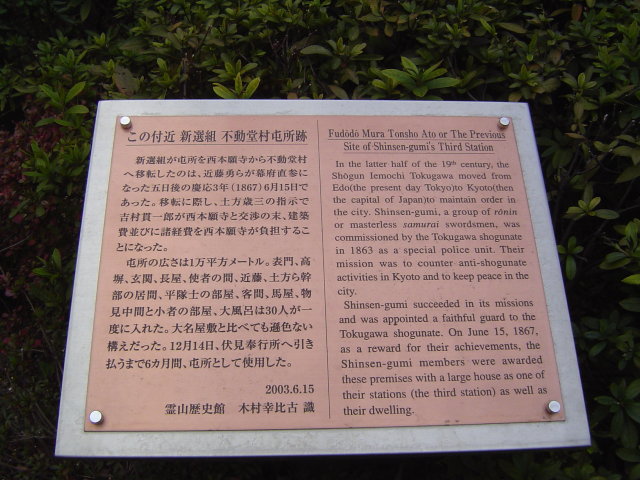 この付近 新選組 不動堂村屯所跡
新選組が屯所を西本願寺から不動堂村
へ移転したのは、近藤勇らが幕府直参に
なった五日後の慶応3年(1867)6月15日で
あった。移転に際し、土方歳三の指示で
吉村貫一郎が西本願寺と交渉の末、建築
費並びに諸経費を西本願寺が負担するこ
とになった。
屯所の広さは1万平方メートル。表門、高
塀、玄関、長屋、使者の間、近藤、土方ら幹
部の居間、平隊士の部屋、客間、馬屋、物
見中間と小者の部屋、大風呂は30人が一
度に入れた。大名屋敷と比べても遜色ない
構えだった。12月14日、伏見奉行所へ引き
払うまで6カ月間、屯所として使用した。
2003.6.15
霊山歴史館 木村幸比古 識
Fudōdō Mura Tonsho Ato or The Previous
Site of Shinsen-gumi's Third Station
In the latter half of the 19th century, the
Shōgun Iemochi Tokugawa moved from
Edo(the present day Tokyo)to Kyoto(then
the capital of Japan)to maintain order in
the city. Shinsen-gumi, a group of rōnin
or masterless samurai swordsmen, was
commissioned by the Tokugawa shogunate
in 1863 as a special police unit. Their
mission was to counter anti-shogunate
activities in Kyoto and to keep peace in the
city.
Shinsen-gumi succeeded in its missions
and was appointed a faithful guard to the
Tokugawa shogunate. On June 15, 1867,
as a reward for their achievements, the
Shinsen-gumi members were awarded
these premises with a large house as one of
their stations (the third station) as well as
their dwelling.